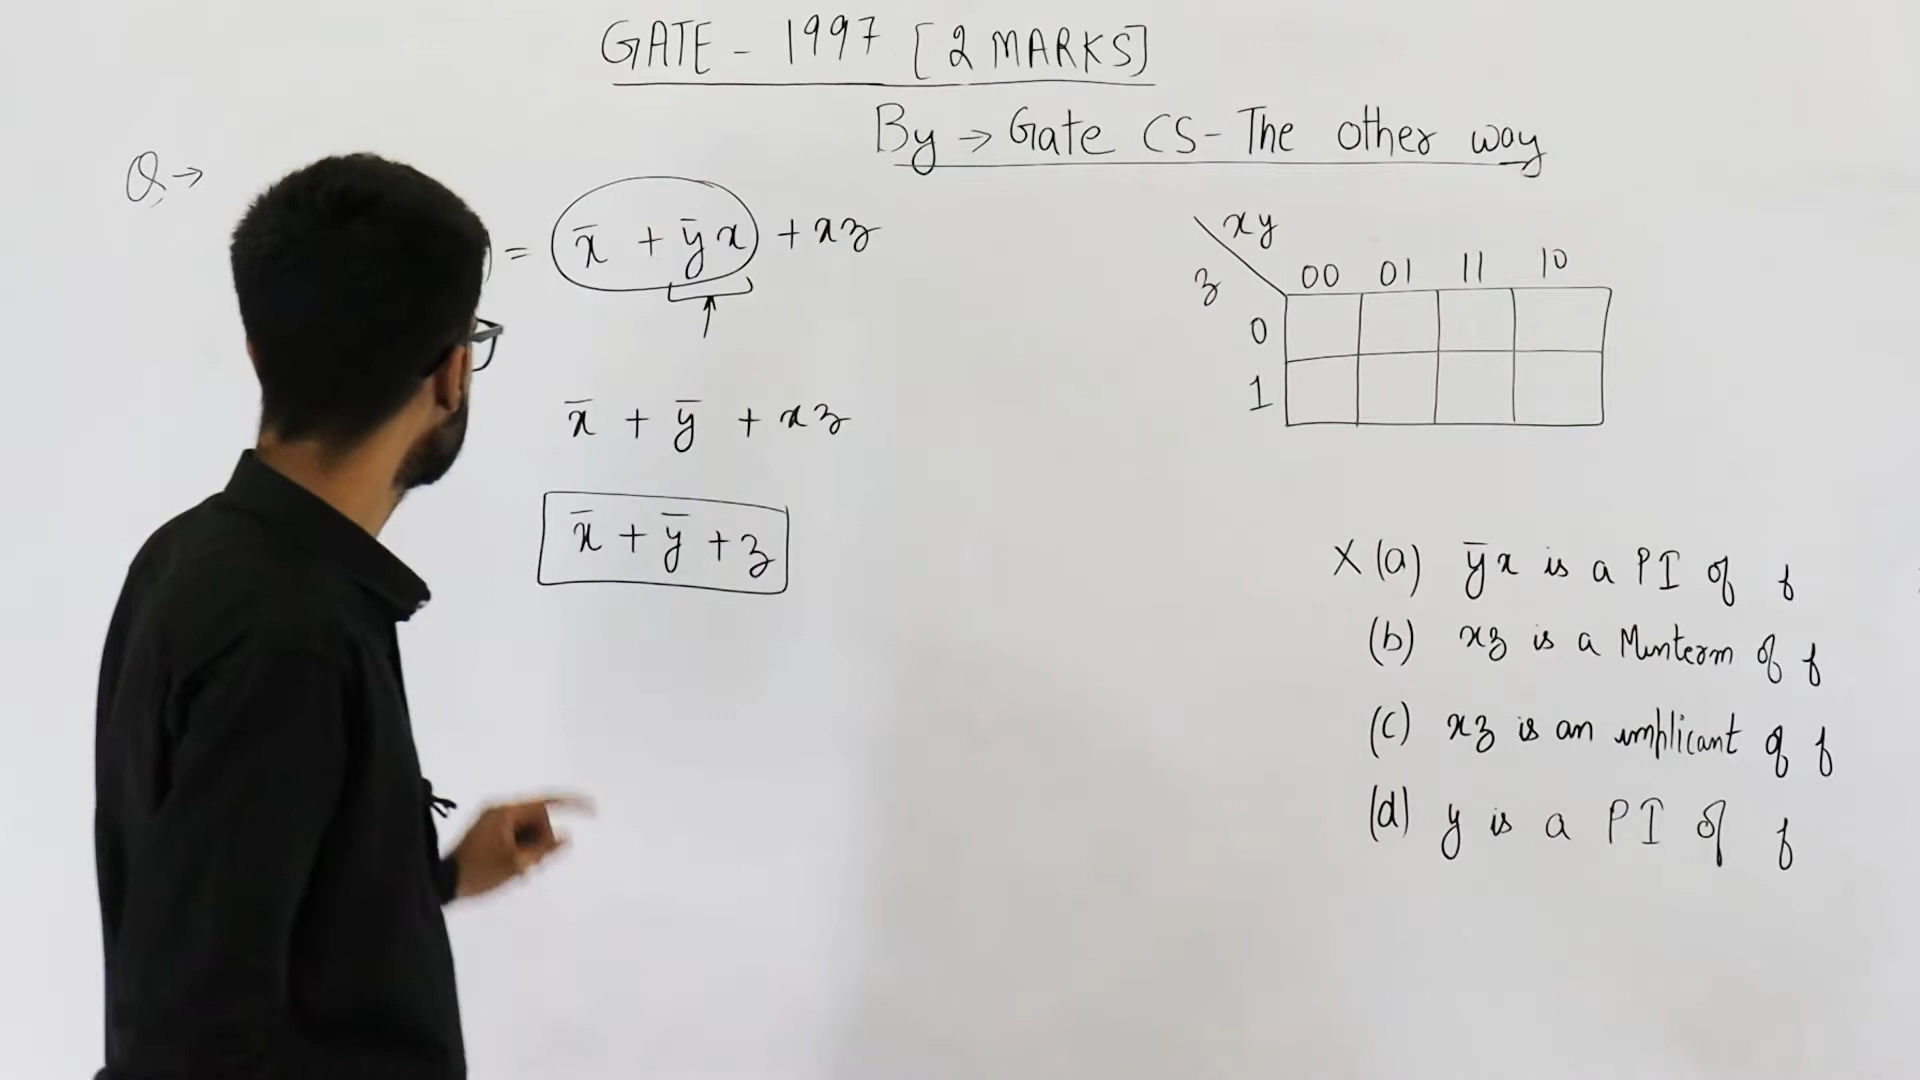 GATE - 1997 [2 MARKS]
By → Gate CS - The other way
Q →
) = x̄ + ȳx + xz
x̄ + ȳ + xz
x̄ + ȳ + z
xy
z
00 01 11 10
0
1
X (a) ȳx is a PI of f
(b) xz is a Minterm of f
(c) xz is an implicant of f
(d) y is a PI of f